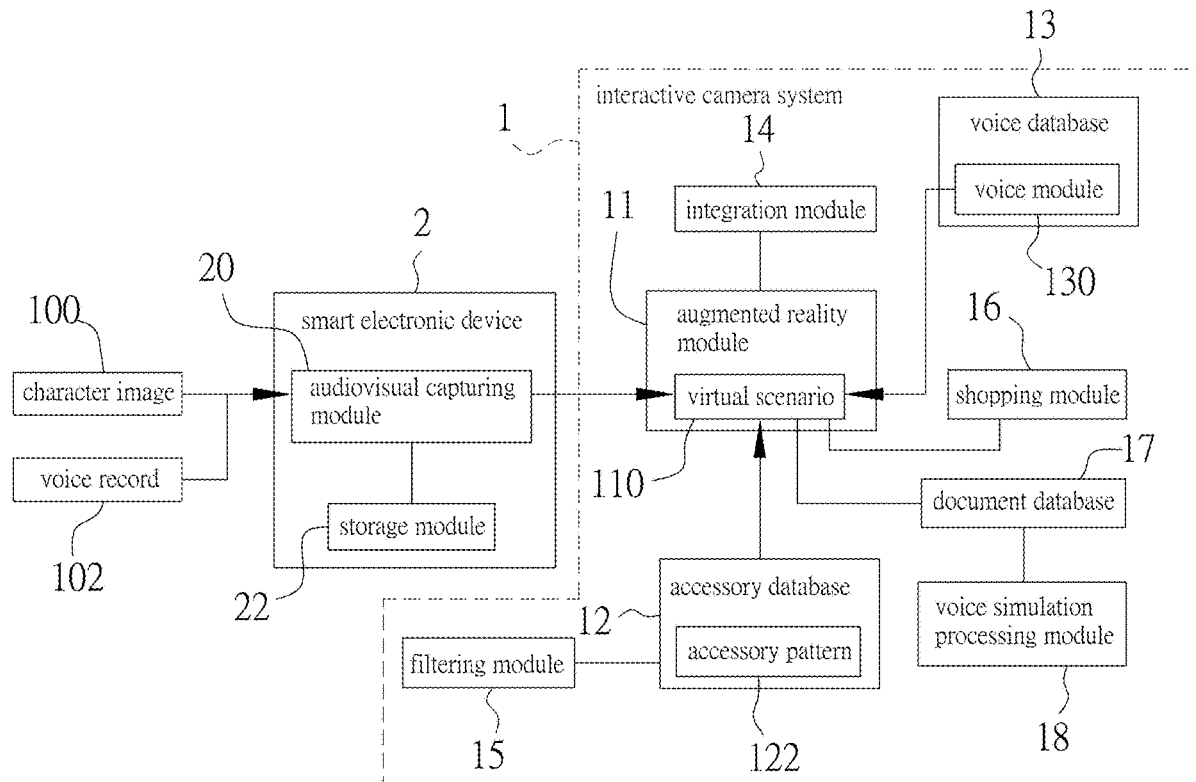 13
interactive camera system
1
voice database
14
voice module
integration module
11
2
130
20
augmented reality
module
16
100
smart electronic device
character image
audiovisual capturing
module
virtual scenario
shopping module
17
voice record
110
document database
storage module
102
22
12
accessory database
voice simulation
processing module
filtering module
accessory pattern
15
122
18